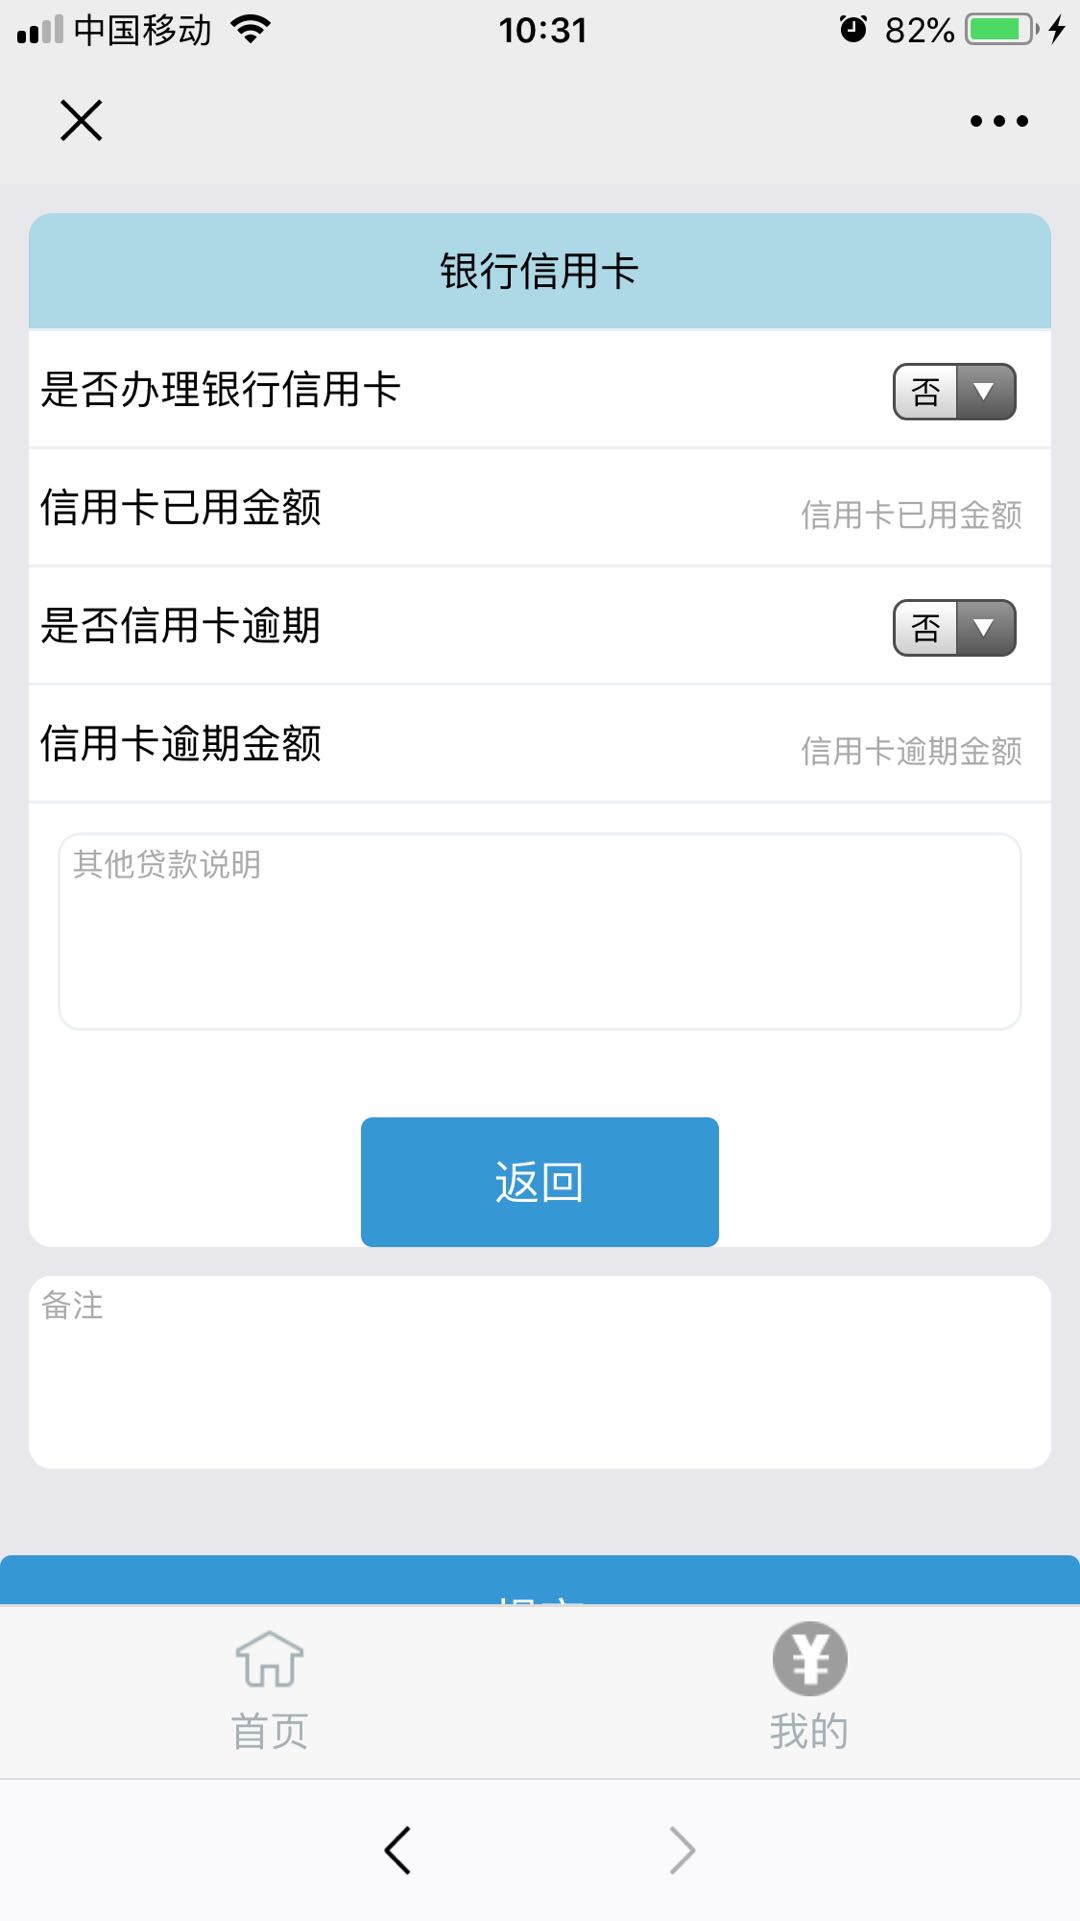 中国移动 10:31 82%
银行信用卡
是否办理银行信用卡 否
信用卡已用金额 信用卡已用金额
是否信用卡逾期 否
信用卡逾期金额 信用卡逾期金额
其他贷款说明
返回
备注
首页 我的